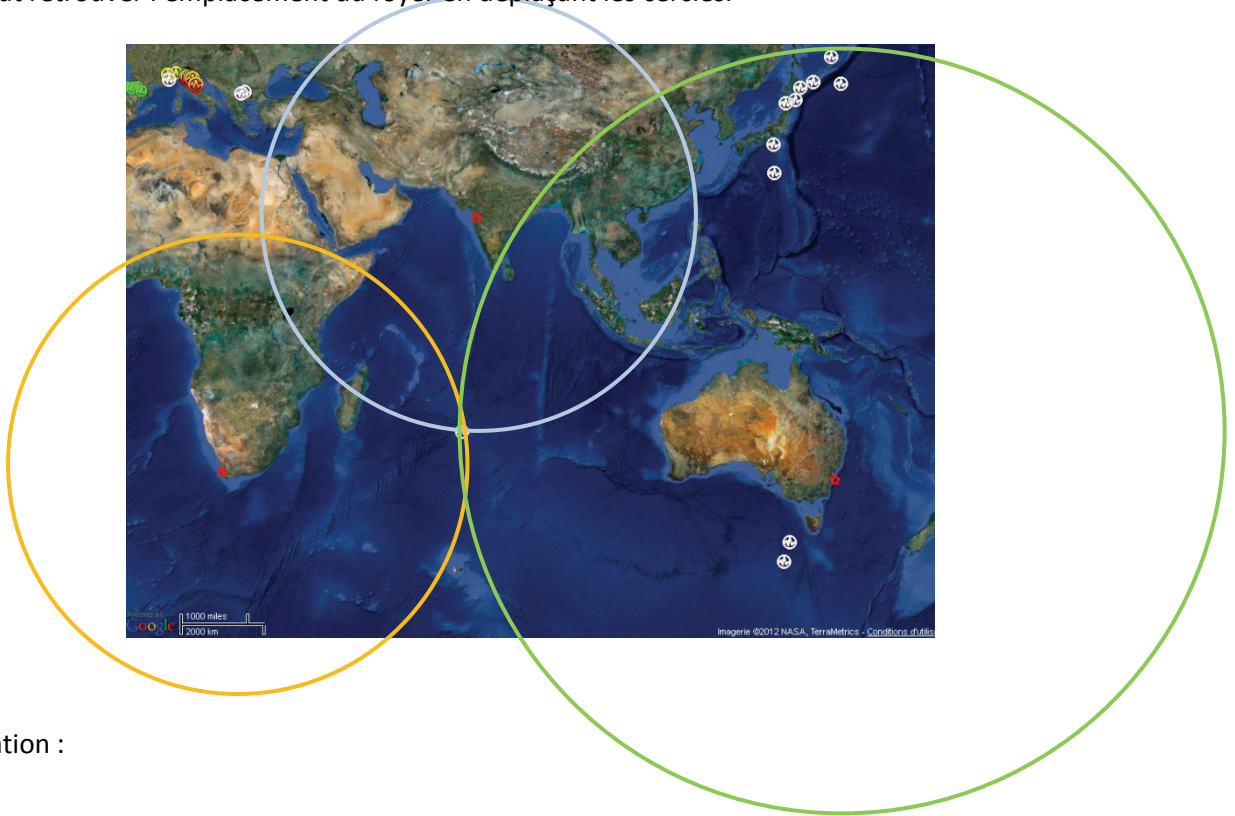 ut retrouver l'emplacement du foyer en déplaçant les cercles.
1000 miles
Google
2000 km
Imagerie ©2012 NASA, TerraMetrics - Conditions d'utilis
ation :